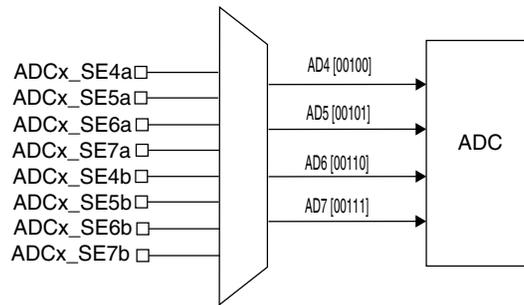 ADCx_SE4a
ADCx_SE5a
ADCx_SE6a
ADCx_SE7a
ADCx_SE4b
ADCx_SE5b
ADCx_SE6b
ADCx_SE7b
AD4 [00100]
AD5 [00101]
AD6 [00110]
AD7 [00111]
ADC